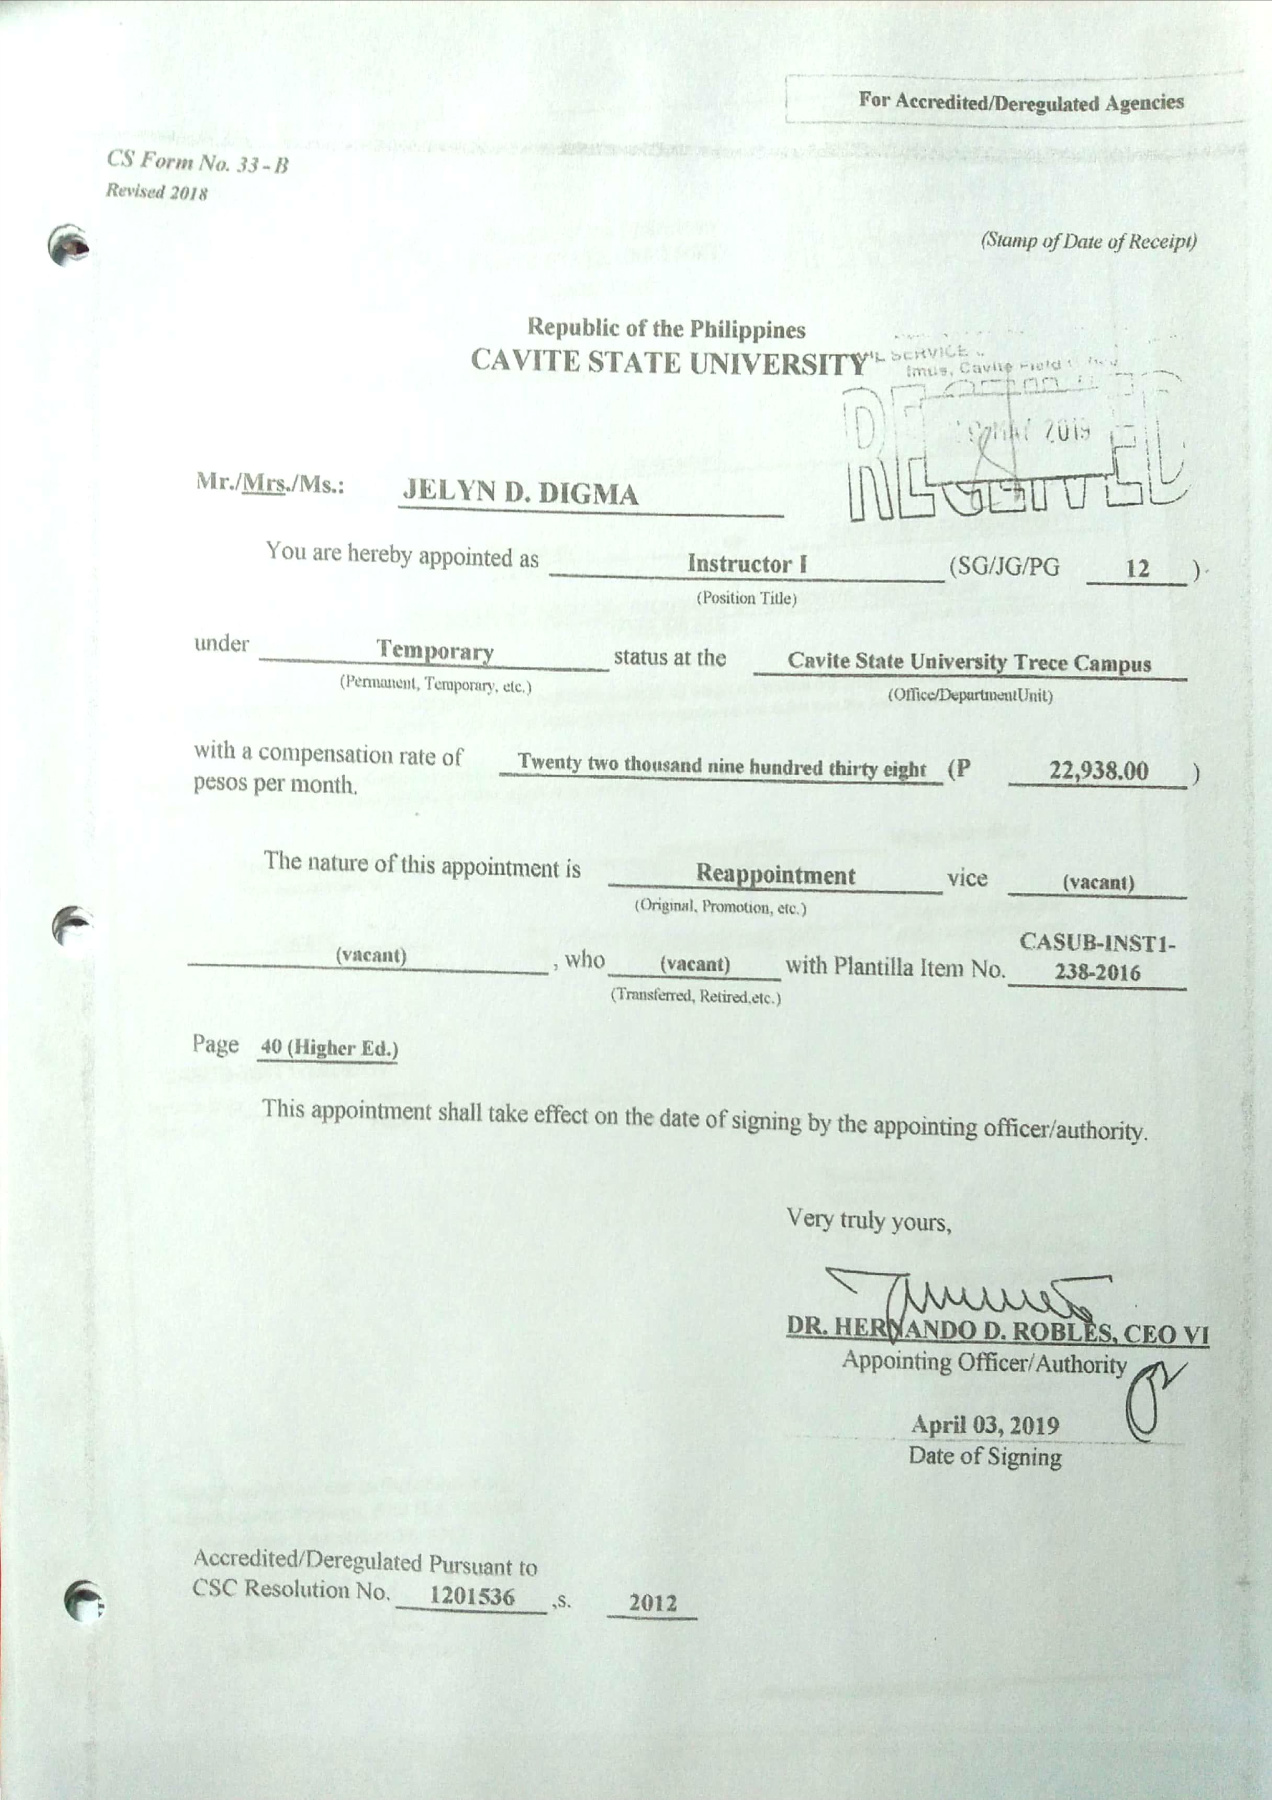 For Accredited/Deregulated Agencies
CS Form No. 33 - B
Revised 2018
(Stamp of Date of Receipt)
Republic of the Philippines
CAVITE STATE UNIVERSITY
SERVICE
Imus, Cavite Field
RECEIVED
MAY 2019
Mr./Mrs./Ms.: JELYN D. DIGMA
You are hereby appointed as Instructor I (SG/JG/PG 12 )
(Position Title)
under Temporary status at the Cavite State University Trece Campus
(Permanent, Temporary, etc.) (Office/DepartmentUnit)
with a compensation rate of Twenty two thousand nine hundred thirty eight (P 22,938.00 )
pesos per month.
The nature of this appointment is Reappointment vice (vacant)
(Original, Promotion, etc.)
(vacant) , who (vacant) with Plantilla Item No. CASUB-INST1-
238-2016
(Transferred, Retired,etc.)
Page 40 (Higher Ed.)
This appointment shall take effect on the date of signing by the appointing officer/authority.
Very truly yours,
DR. HERNANDO D. ROBLES, CEO VI
Appointing Officer/Authority
April 03, 2019
Date of Signing
Accredited/Deregulated Pursuant to
CSC Resolution No. 1201536 ,s. 2012